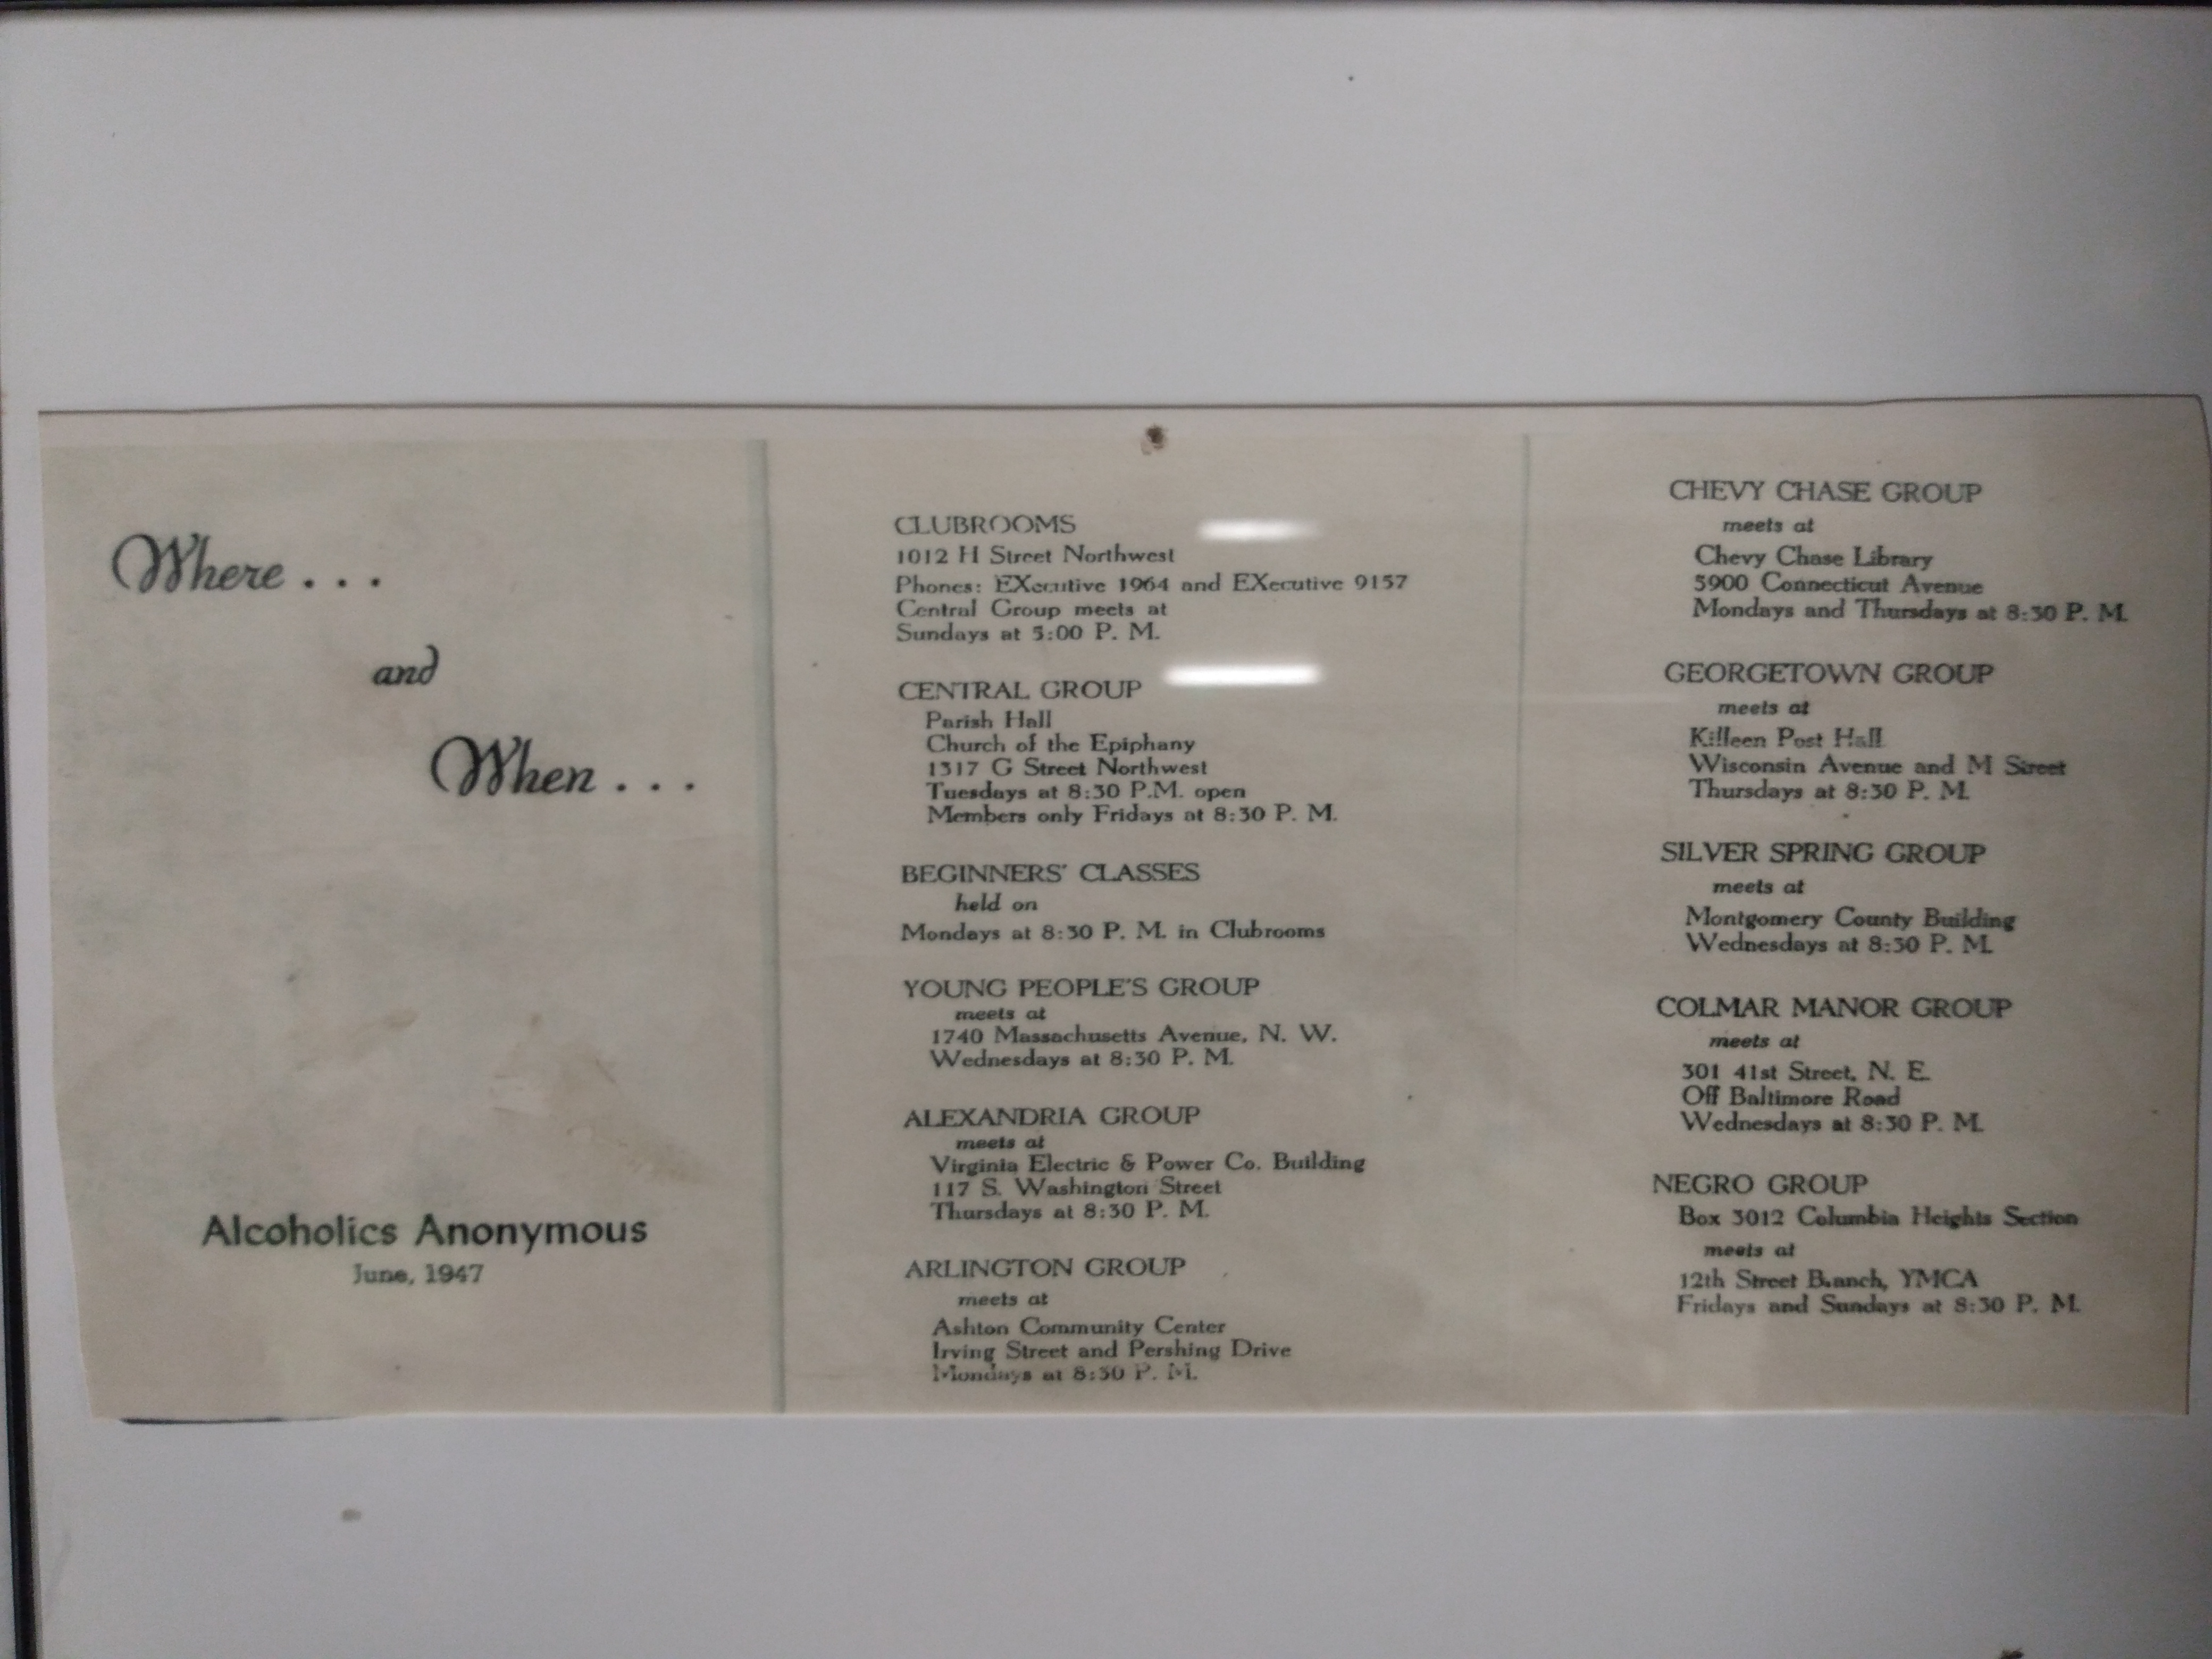 Where . . .
and
When . . .
Alcoholics Anonymous
June, 1947
CLUBROOMS
1012 H Street Northwest
Phones: EXecutive 1964 and EXecutive 9157
Central Group meets at
Sundays at 5:00 P. M.
CENTRAL GROUP
Parish Hall
Church of the Epiphany
1317 G Street Northwest
Tuesdays at 8:30 P.M. open
Members only Fridays at 8:30 P. M.
BEGINNERS' CLASSES
held on
Mondays at 8:30 P. M. in Clubrooms
YOUNG PEOPLE'S GROUP
meets at
1740 Massachusetts Avenue, N. W.
Wednesdays at 8:30 P. M.
ALEXANDRIA GROUP
meets at
Virginia Electric & Power Co. Building
117 S. Washington Street
Thursdays at 8:30 P. M.
ARLINGTON GROUP
meets at
Ashton Community Center
Irving Street and Pershing Drive
Mondays at 8:30 P. M.
CHEVY CHASE GROUP
meets at
Chevy Chase Library
5900 Connecticut Avenue
Mondays and Thursdays at 8:30 P. M.
GEORGETOWN GROUP
meets at
Killeen Post Hall
Wisconsin Avenue and M Street
Thursdays at 8:30 P. M.
SILVER SPRING GROUP
meets at
Montgomery County Building
Wednesdays at 8:30 P. M.
COLMAR MANOR GROUP
meets at
301 41st Street, N. E.
Off Baltimore Road
Wednesdays at 8:30 P. M.
NEGRO GROUP
Box 3012 Columbia Heights Section
meets at
12th Street Branch, YMCA
Fridays and Sundays at 8:30 P. M.